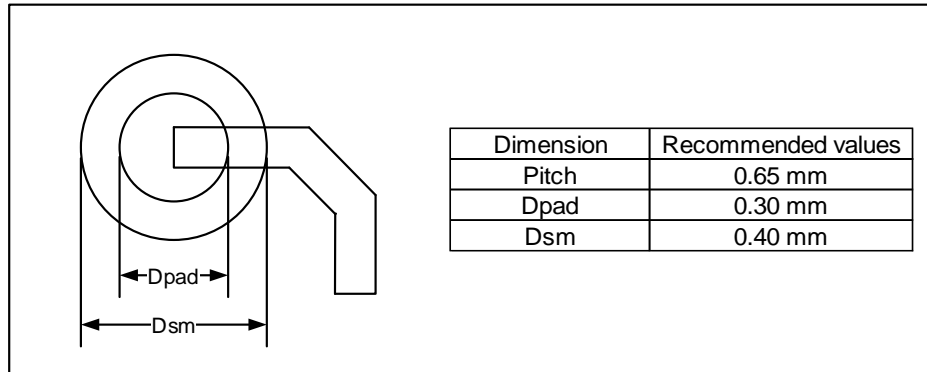 Dpad
Dsm
Dimension Recommended values
Pitch 0.65 mm
Dpad 0.30 mm
Dsm 0.40 mm